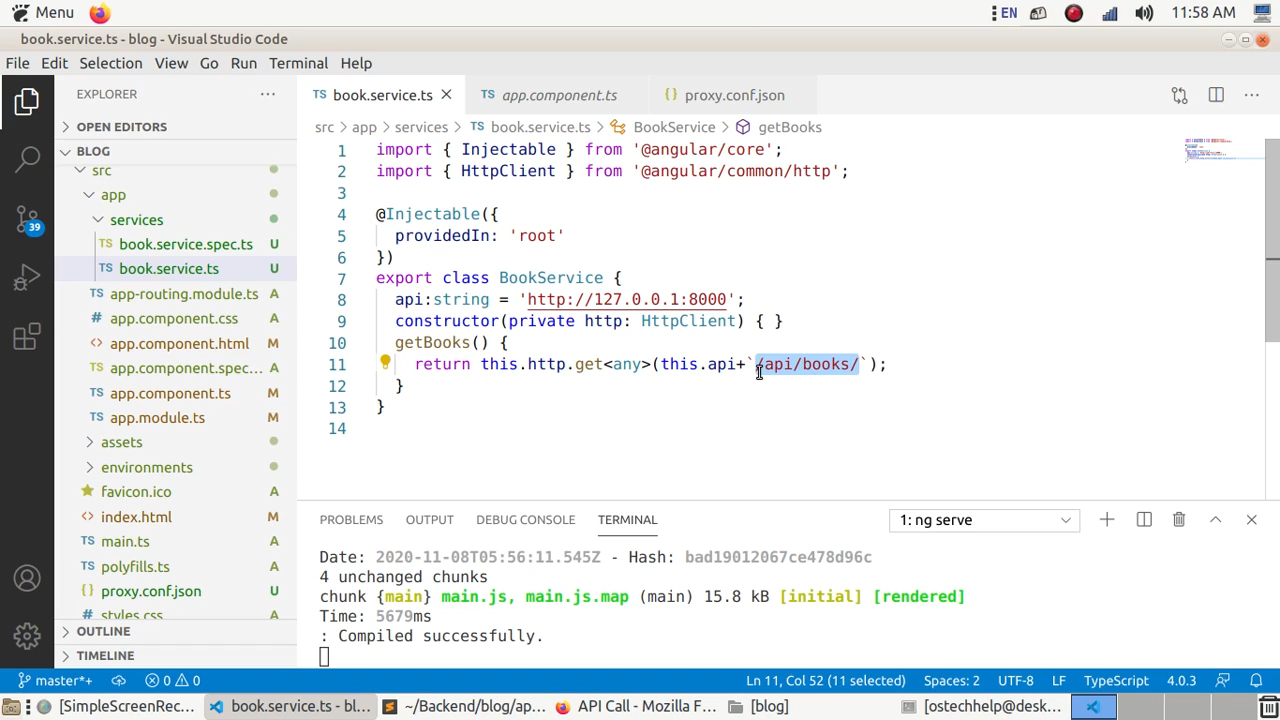 Menu
EN
11:58 AM
book.service.ts - blog - Visual Studio Code
File Edit Selection View Go Run Terminal Help
EXPLORER
OPEN EDITORS
BLOG
src
app
services
TS book.service.spec.ts U
TS book.service.ts U
TS app-routing.module.ts A
# app.component.css A
<> app.component.html M
TS app.component.spec... A
TS app.component.ts M
TS app.module.ts M
assets
environments
favicon.ico A
index.html M
TS main.ts A
TS polyfills.ts A
{} proxy.conf.json A
styles.css
OUTLINE
TIMELINE
39
TS book.service.ts
TS app.component.ts
{} proxy.conf.json
src > app > services > TS book.service.ts > BookService > getBooks
1 import { Injectable } from '@angular/core';
2 import { HttpClient } from '@angular/common/http';
3
4 @Injectable({
5 providedIn: 'root'
6 })
7 export class BookService {
8 api:string = 'http://127.0.0.1:8000';
9 constructor(private http: HttpClient) { }
10 getBooks() {
11 return this.http.get<any>(this.api+`/api/books/`);
12 }
13 }
14
PROBLEMS OUTPUT DEBUG CONSOLE TERMINAL
1: ng serve
Date: 2020-11-08T05:56:11.545Z - Hash: bad19012067ce478d96c
4 unchanged chunks
chunk {main} main.js, main.js.map (main) 15.8 kB [initial] [rendered]
Time: 5679ms
: Compiled successfully.
master*+
0
0
Ln 11, Col 52 (11 selected) Spaces: 2 UTF-8 LF TypeScript 4.0.3
[SimpleScreenRec...
book.service.ts - bl...
~/Backend/blog/ap...
API Call - Mozilla F...
[blog]
[ostechhelp@desk...